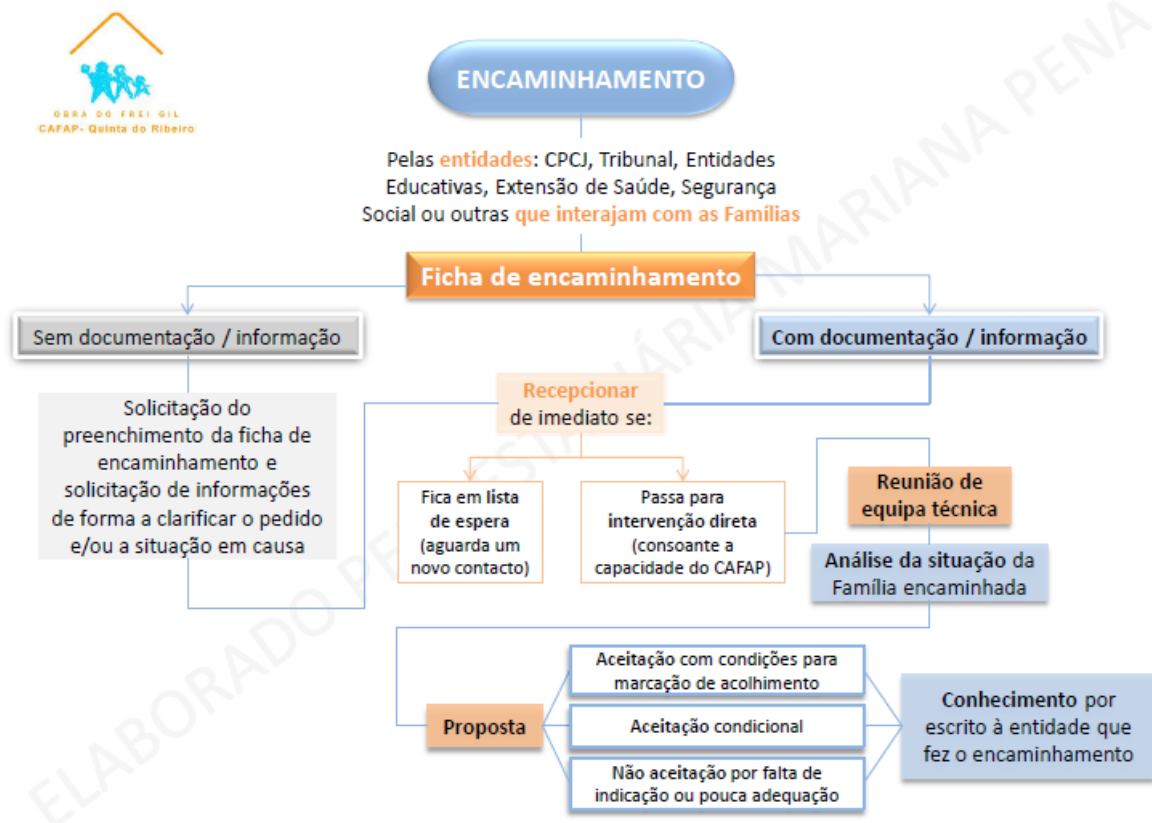 OBRA DO FREI GIL
CAFAP- Quinta do Ribeiro
ENCAMINHAMENTO
Pelas entidades: CPCJ, Tribunal, Entidades
Educativas, Extensão de Saúde, Segurança
Social ou outras que interajam com as Famílias
Ficha de encaminhamento
Sem documentação / informação
Com documentação / informação
Solicitação do
preenchimento da ficha de
encaminhamento e
solicitação de informações
de forma a clarificar o pedido
e/ou a situação em causa
Recepcionar
de imediato se:
Fica em lista
de espera
(aguarda um
novo contacto)
Passa para
intervenção direta
(consoante a
capacidade do CAFAP)
Reunião de
equipa técnica
Análise da situação da
Família encaminhada
Proposta
Aceitação com condições para
marcação de acolhimento
Aceitação condicional
Não aceitação por falta de
indicação ou pouca adequação
Conhecimento por
escrito à entidade que
fez o encaminhamento
ELABORADO PELA ESTAGIÁRIA MARIANA PENA